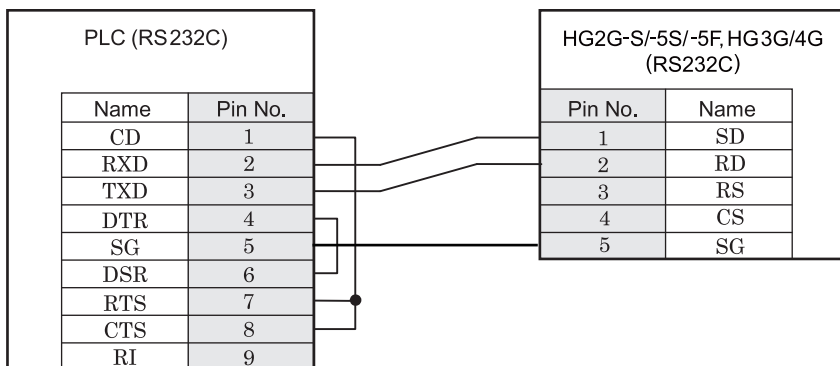 PLC (RS232C)
Name Pin No.
CD 1
RXD 2
TXD 3
DTR 4
SG 5
DSR 6
RTS 7
CTS 8
RI 9
HG2G-S/-5S/-5F, HG3G/4G
(RS232C)
Pin No. Name
1 SD
2 RD
3 RS
4 CS
5 SG